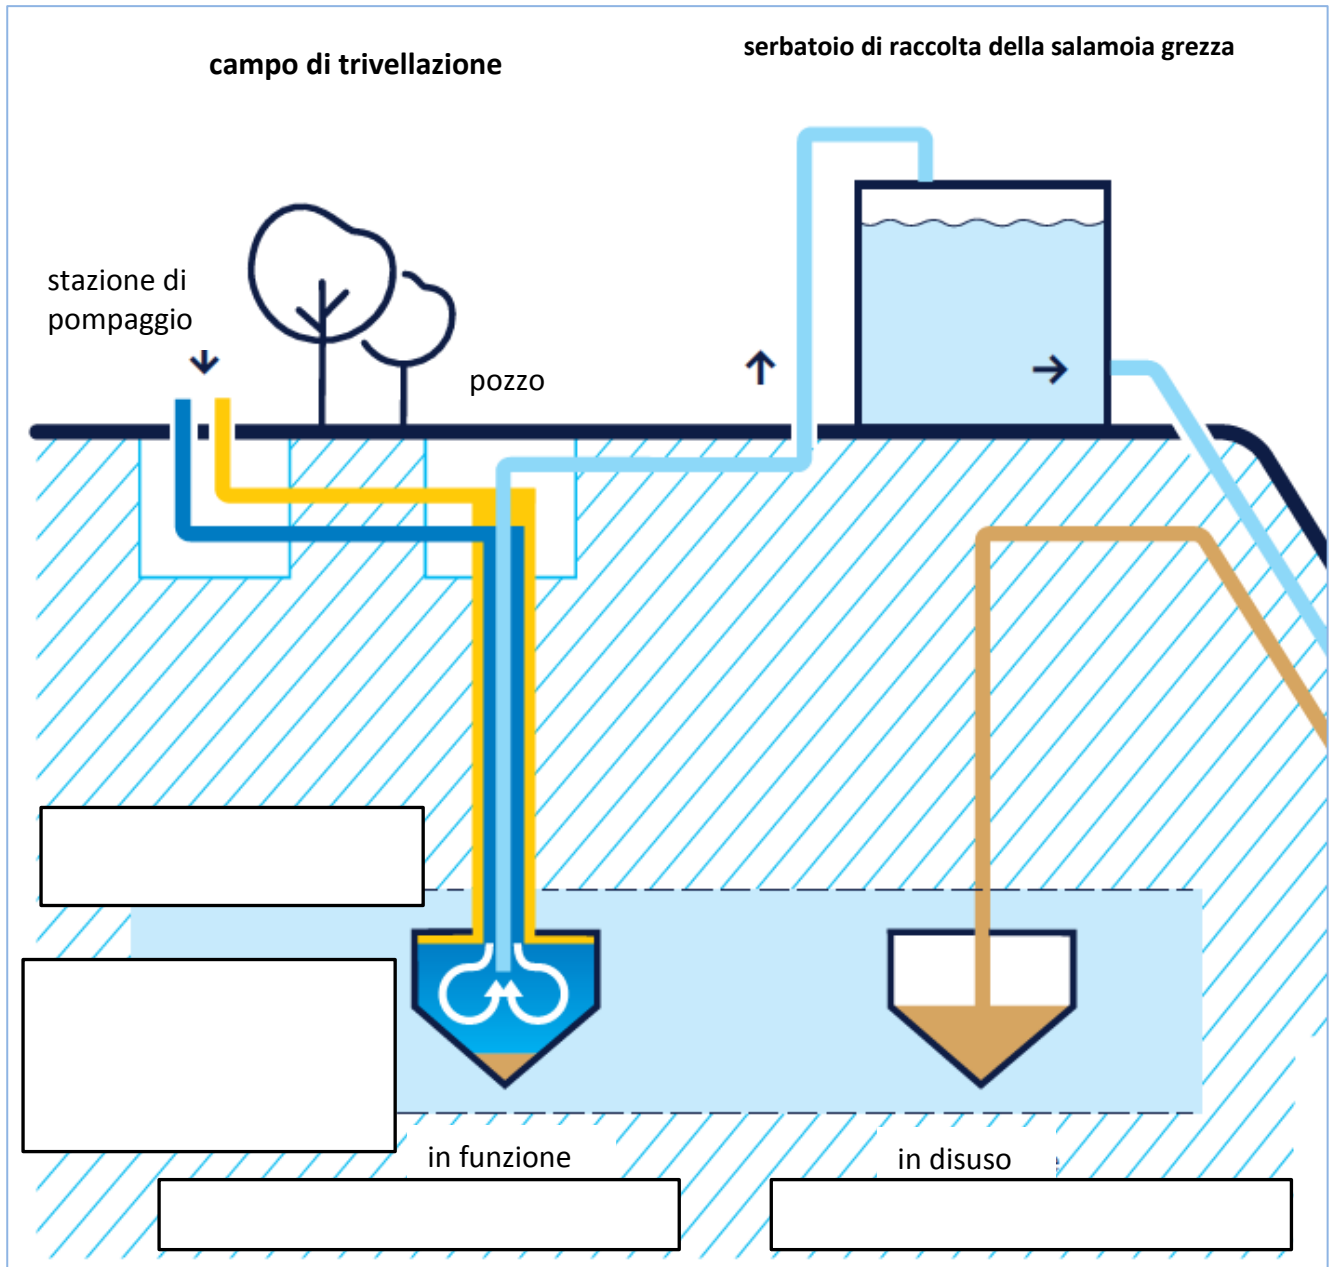 campo di trivellazione
serbatoio di raccolta della salamoia grezza
stazione di
pompaggio
pozzo
in funzione
in disuso